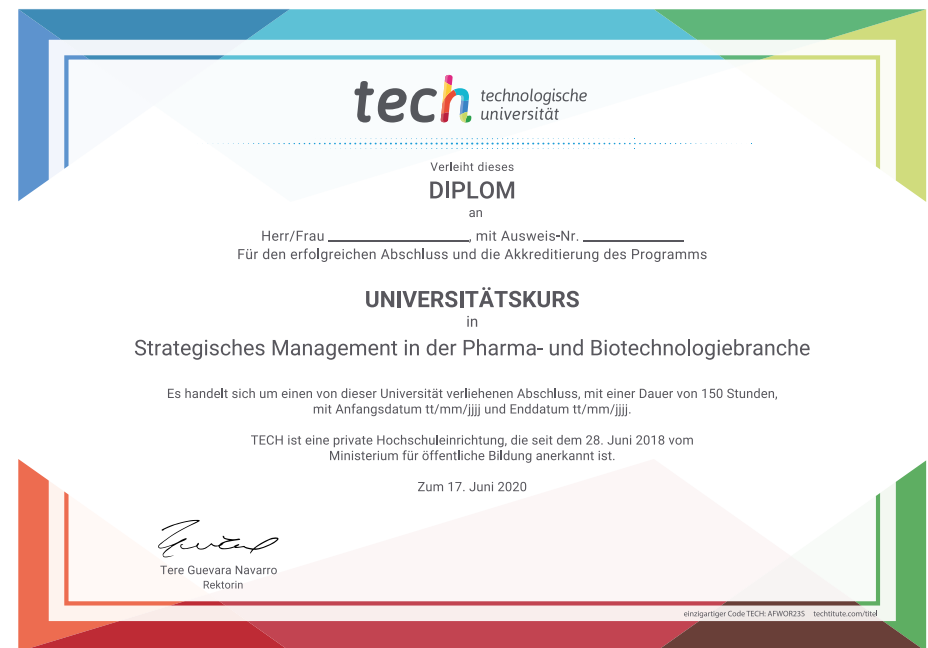 tech technologische
universität
Verleiht dieses
DIPLOM
an
Herr/Frau ____________________, mit Ausweis-Nr. ______________
Für den erfolgreichen Abschluss und die Akkreditierung des Programms
UNIVERSITÄTSKURS
in
Strategisches Management in der Pharma- und Biotechnologiebranche
Es handelt sich um einen von dieser Universität verliehenen Abschluss, mit einer Dauer von 150 Stunden,
mit Anfangsdatum tt/mm/jjjj und Enddatum tt/mm/jjjj.
TECH ist eine private Hochschuleinrichtung, die seit dem 28. Juni 2018 vom
Ministerium für öffentliche Bildung anerkannt ist.
Zum 17. Juni 2020
Tere Guevara Navarro
Rektorin
einzigartiger Code TECH: AFWOR23S techtitute.com/titel